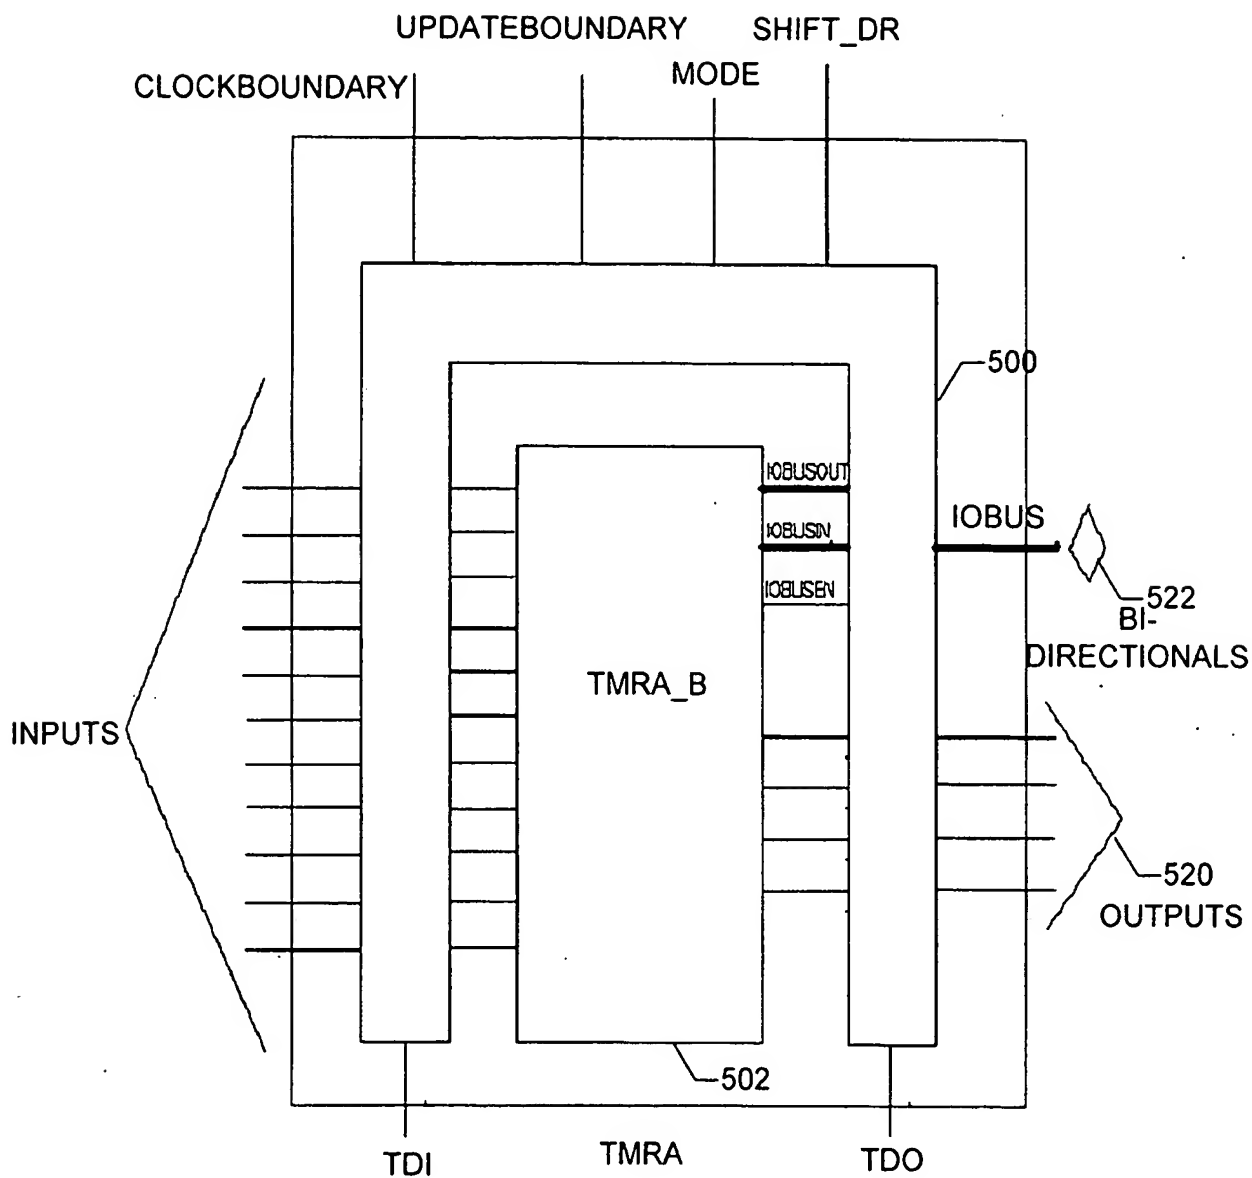 UPDATEBOUNDARY SHIFT_DR
CLOCKBOUNDARY MODE
500
IOBUSOUT
IOBUSIN
IOBUS
IOBUSEN
522
BI-
DIRECTIONALS
TMRA_B
INPUTS
520
OUTPUTS
502
TDI TMRA TDO